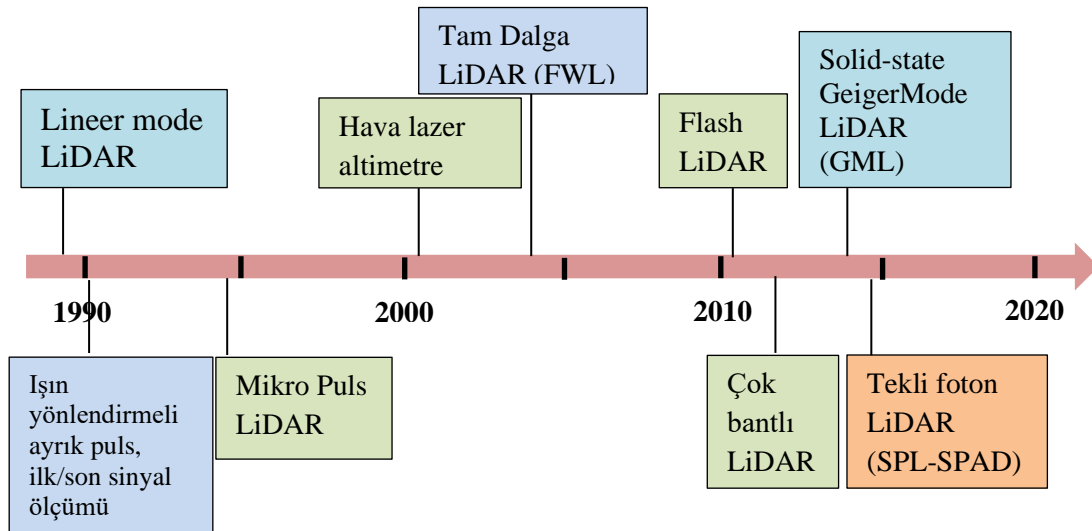 Tam Dalga
LiDAR (FWL)
Solid-state
GeigerMode
LiDAR
(GML)
Lineer mode
LiDAR
Hava lazer
altimetre
Flash
LiDAR
1990
2000
2010
2020
Işın
yönlendirmeli
ayrık puls,
ilk/son sinyal
ölçümü
Mikro Puls
LiDAR
Çok
bantlı
LiDAR
Tekli foton
LiDAR
(SPL-SPAD)